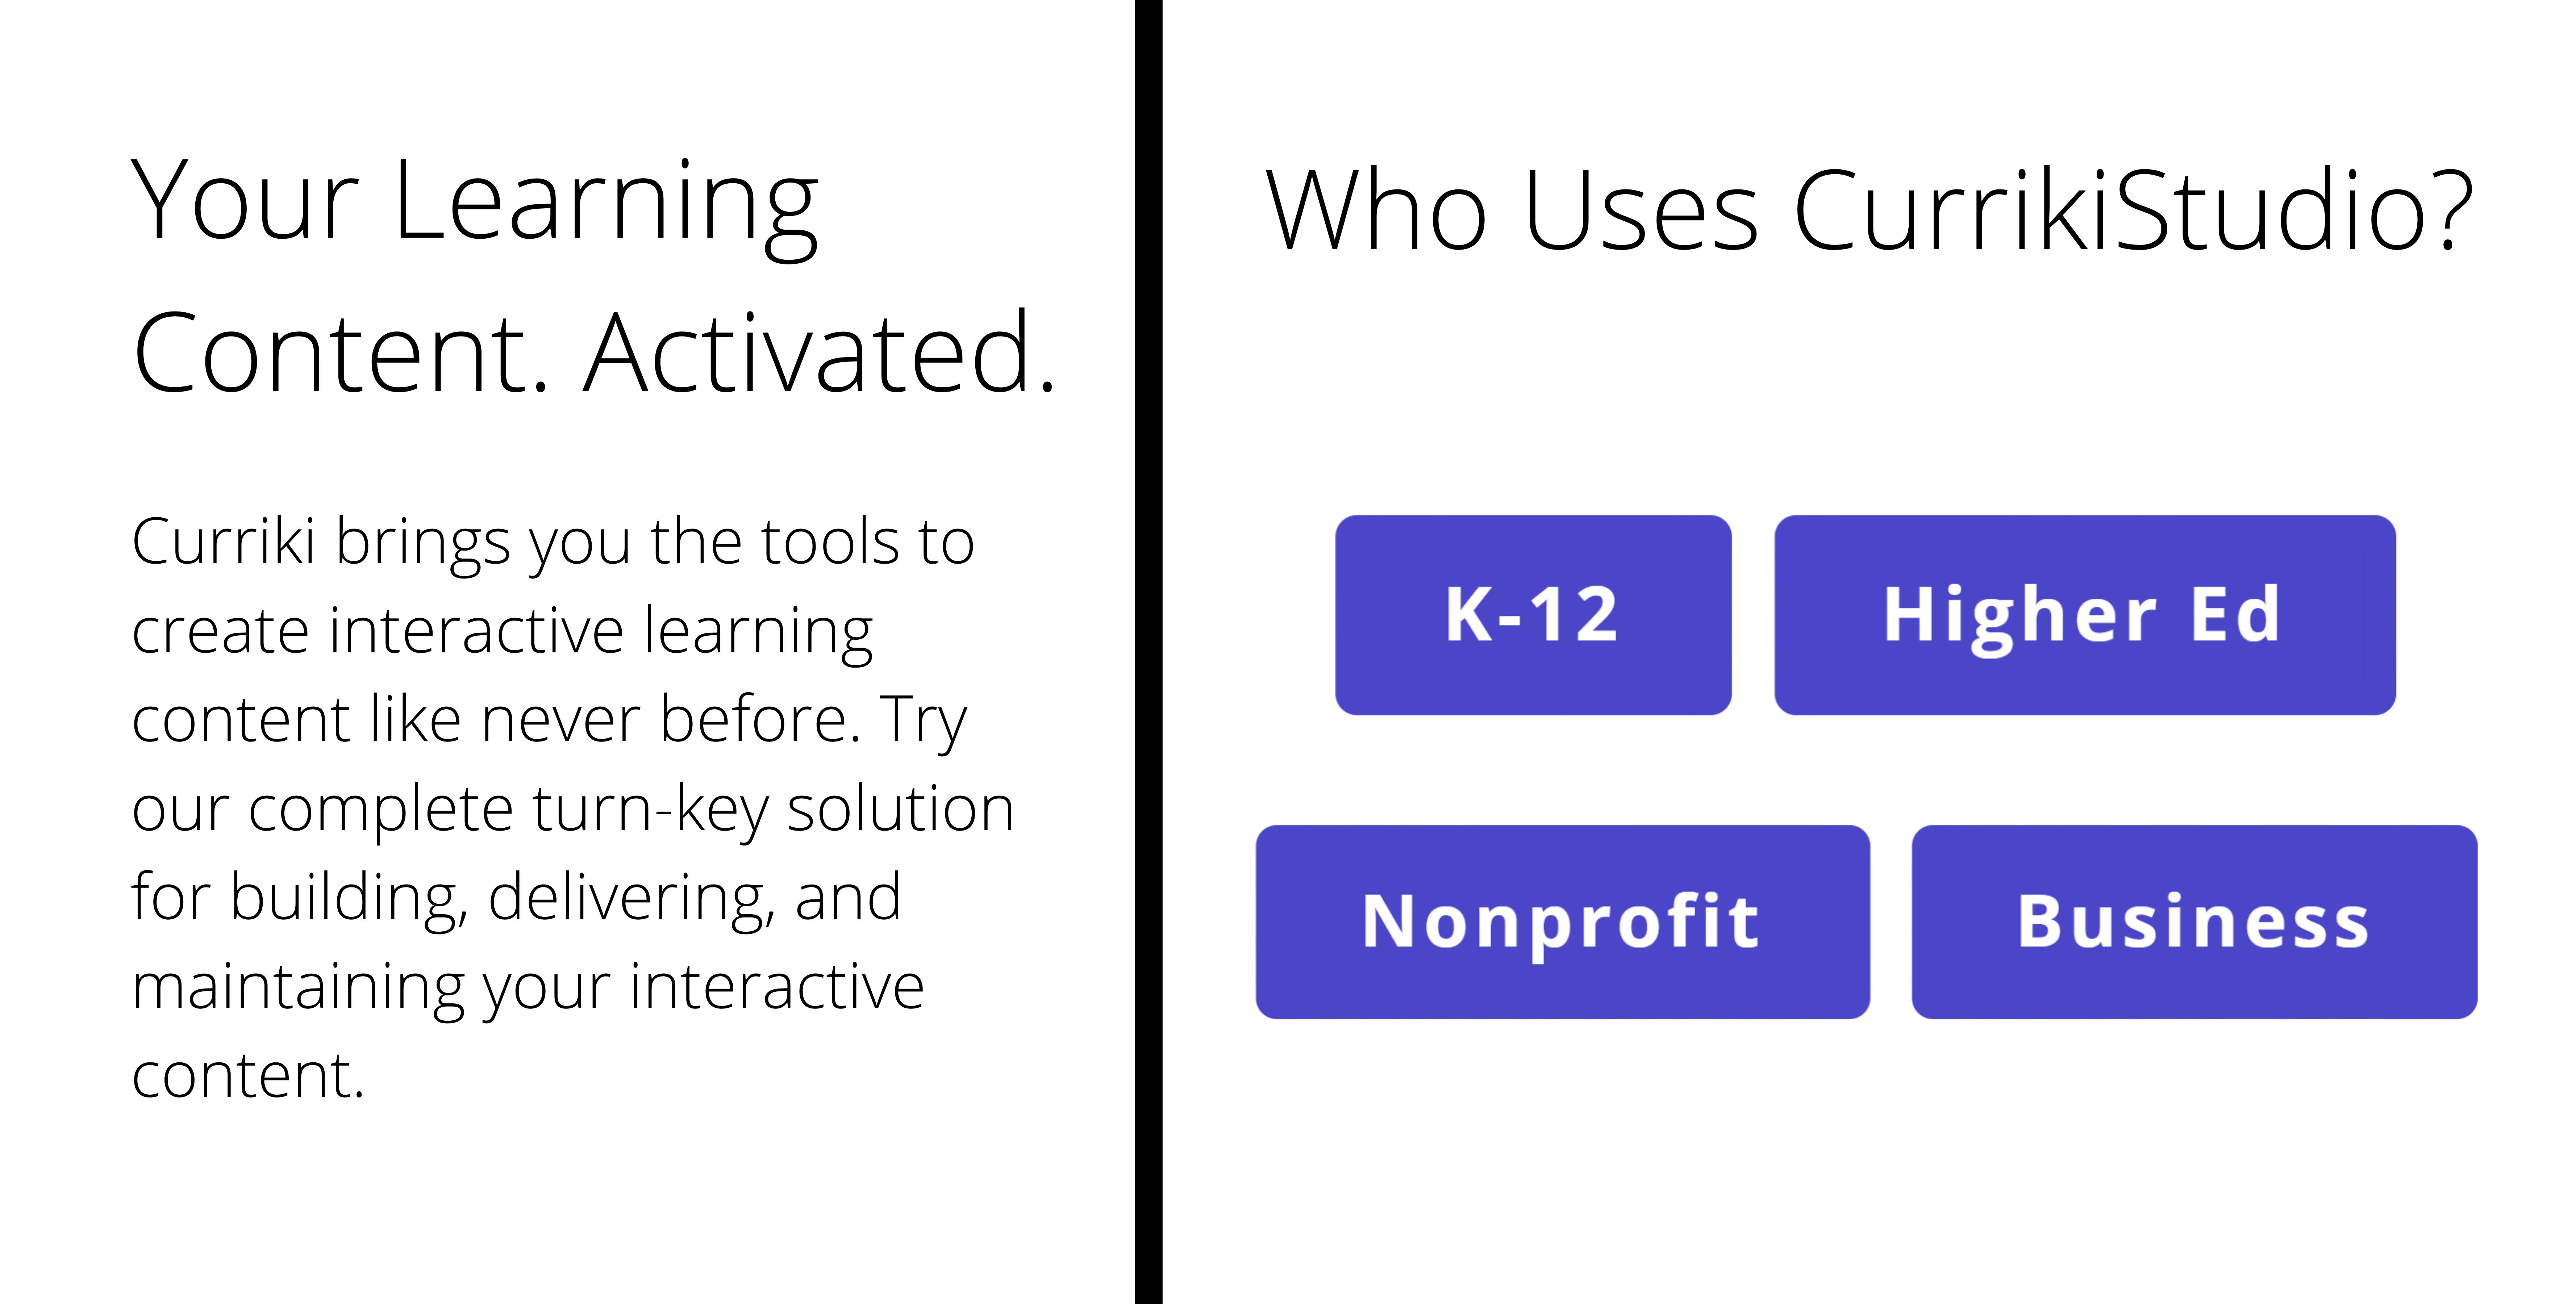 Your Learning
Content. Activated.
Curriki brings you the tools to
create interactive learning
content like never before. Try
our complete turn-key solution
for building, delivering, and
maintaining your interactive
content.
Who Uses CurrikiStudio?
K-12
Higher Ed
Nonprofit
Business